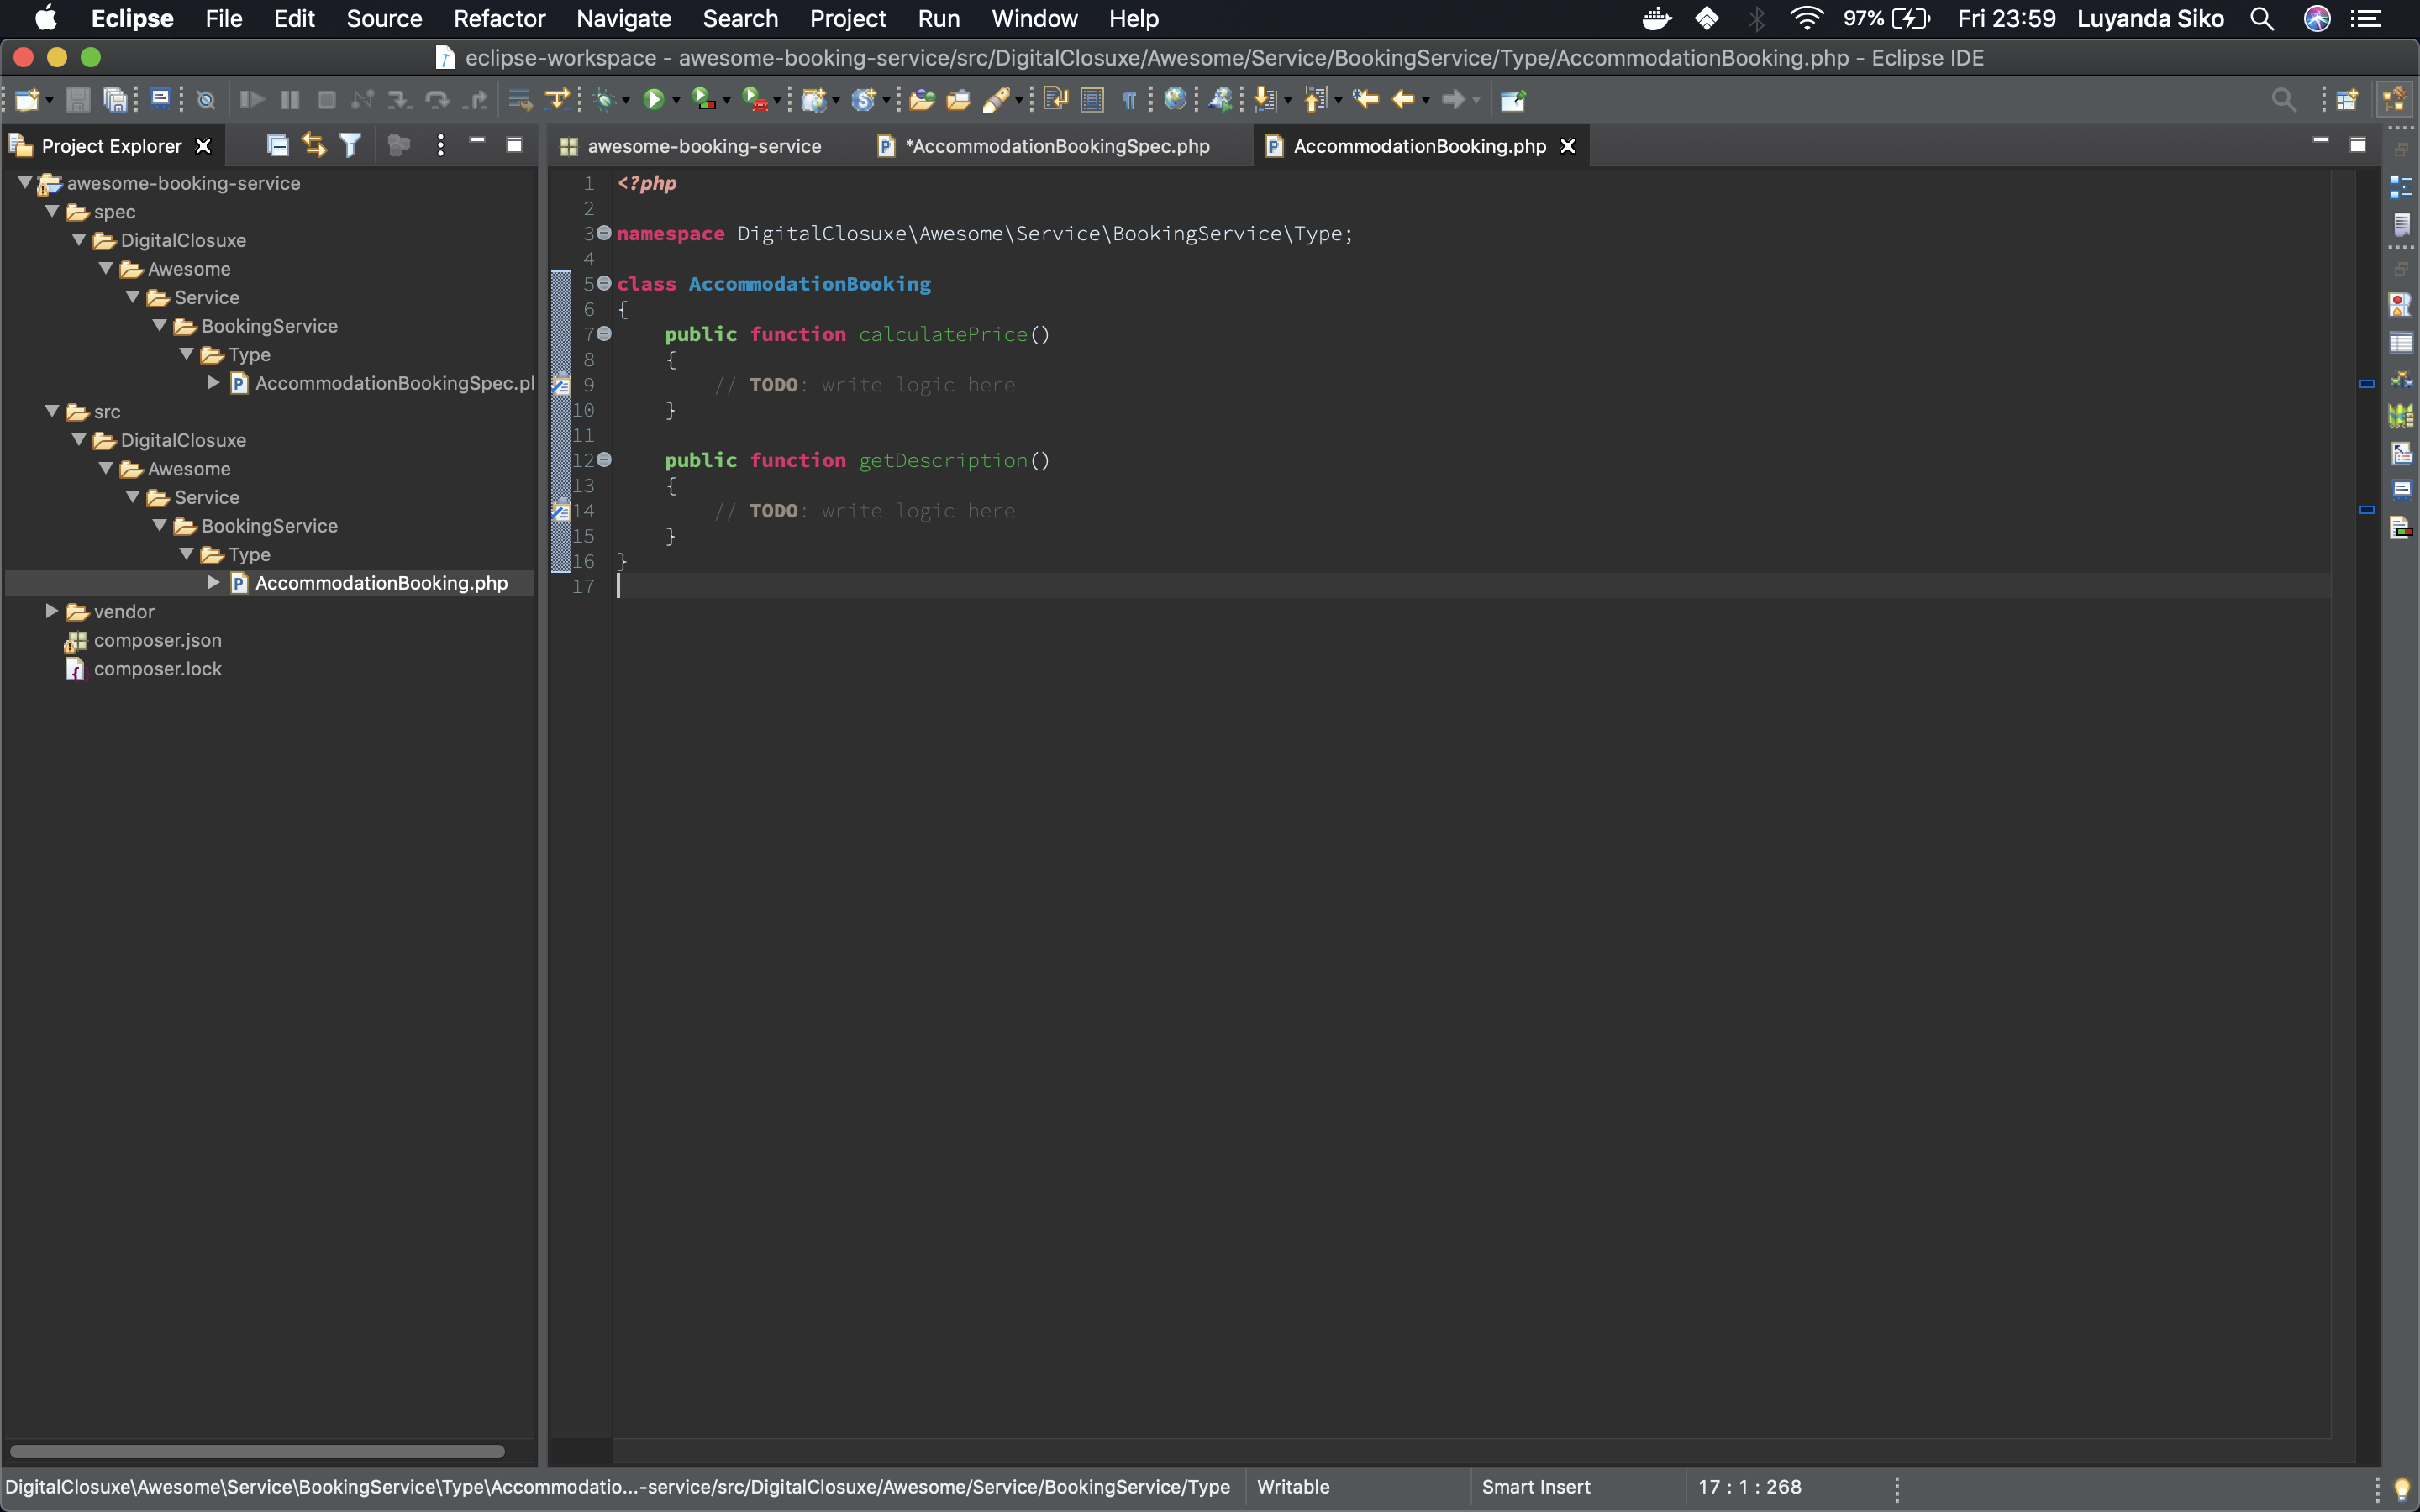 Eclipse File Edit Source Refactor Navigate Search Project Run Window Help 97% Fri 23:59 Luyanda Siko
eclipse-workspace - awesome-booking-service/src/DigitalClosuxe/Awesome/Service/BookingService/Type/AccommodationBooking.php - Eclipse IDE
Project Explorer
awesome-booking-service
spec
DigitalClosuxe
Awesome
Service
BookingService
Type
AccommodationBookingSpec.ph
src
DigitalClosuxe
Awesome
Service
BookingService
Type
AccommodationBooking.php
vendor
composer.json
composer.lock
awesome-booking-service *AccommodationBookingSpec.php AccommodationBooking.php
1 <?php
2
3 namespace DigitalClosuxe\Awesome\Service\BookingService\Type;
4
5 class AccommodationBooking
6 {
7 public function calculatePrice()
8 {
9 // TODO: write logic here
10 }
11
12 public function getDescription()
13 {
14 // TODO: write logic here
15 }
16 }
17
DigitalClosuxe\Awesome\Service\BookingService\Type\Accommodatio...-service/src/DigitalClosuxe/Awesome/Service/BookingService/Type Writable Smart Insert 17 : 1 : 268